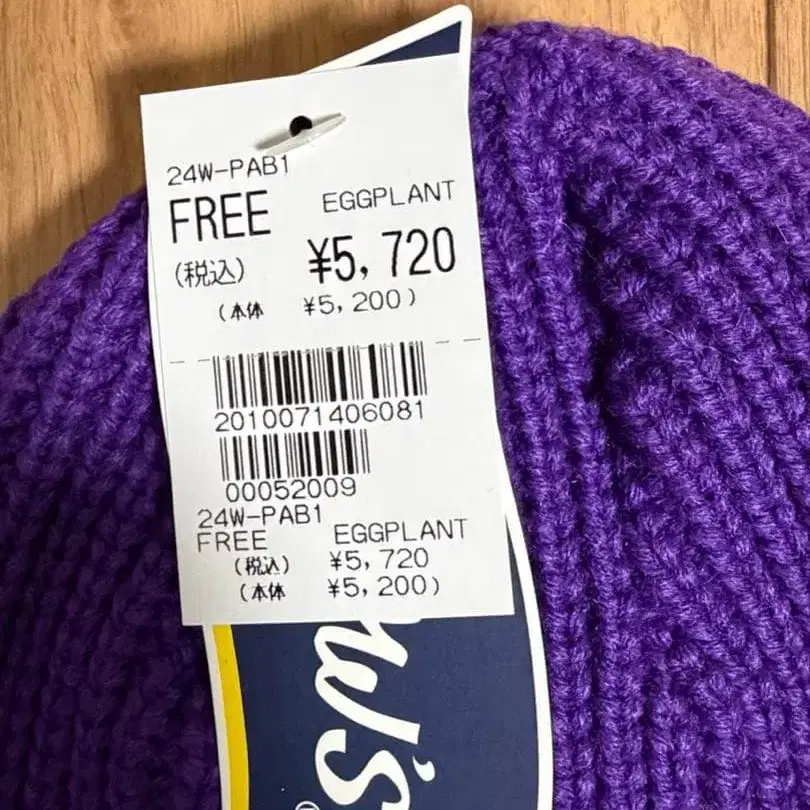 24W-PAB1
FREE EGGPLANT
(税込) ¥5,720
(本体 ¥5,200)
2010071406081
00052009
24W-PAB1
FREE EGGPLANT
(税込) ¥5,720
(本体 ¥5,200)